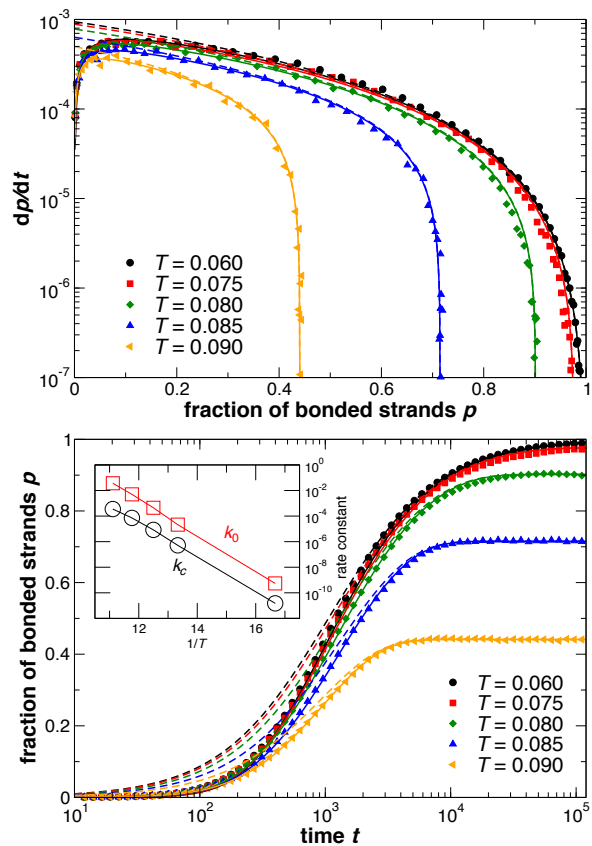 10^-3
10^-4
10^-5
10^-6
10^-7
dp/dt
T = 0.060
T = 0.075
T = 0.080
T = 0.085
T = 0.090
0 0.2 0.4 0.6 0.8 1
fraction of bonded strands p
1
0.8
0.6
0.4
0.2
0
fraction of bonded strands p
10^0
10^-2
10^-4
10^-6
10^-8
10^-10
rate constant
k_0
k_c
12 14 16
1/T
T = 0.060
T = 0.075
T = 0.080
T = 0.085
T = 0.090
10^1 10^2 10^3 10^4 10^5
time t